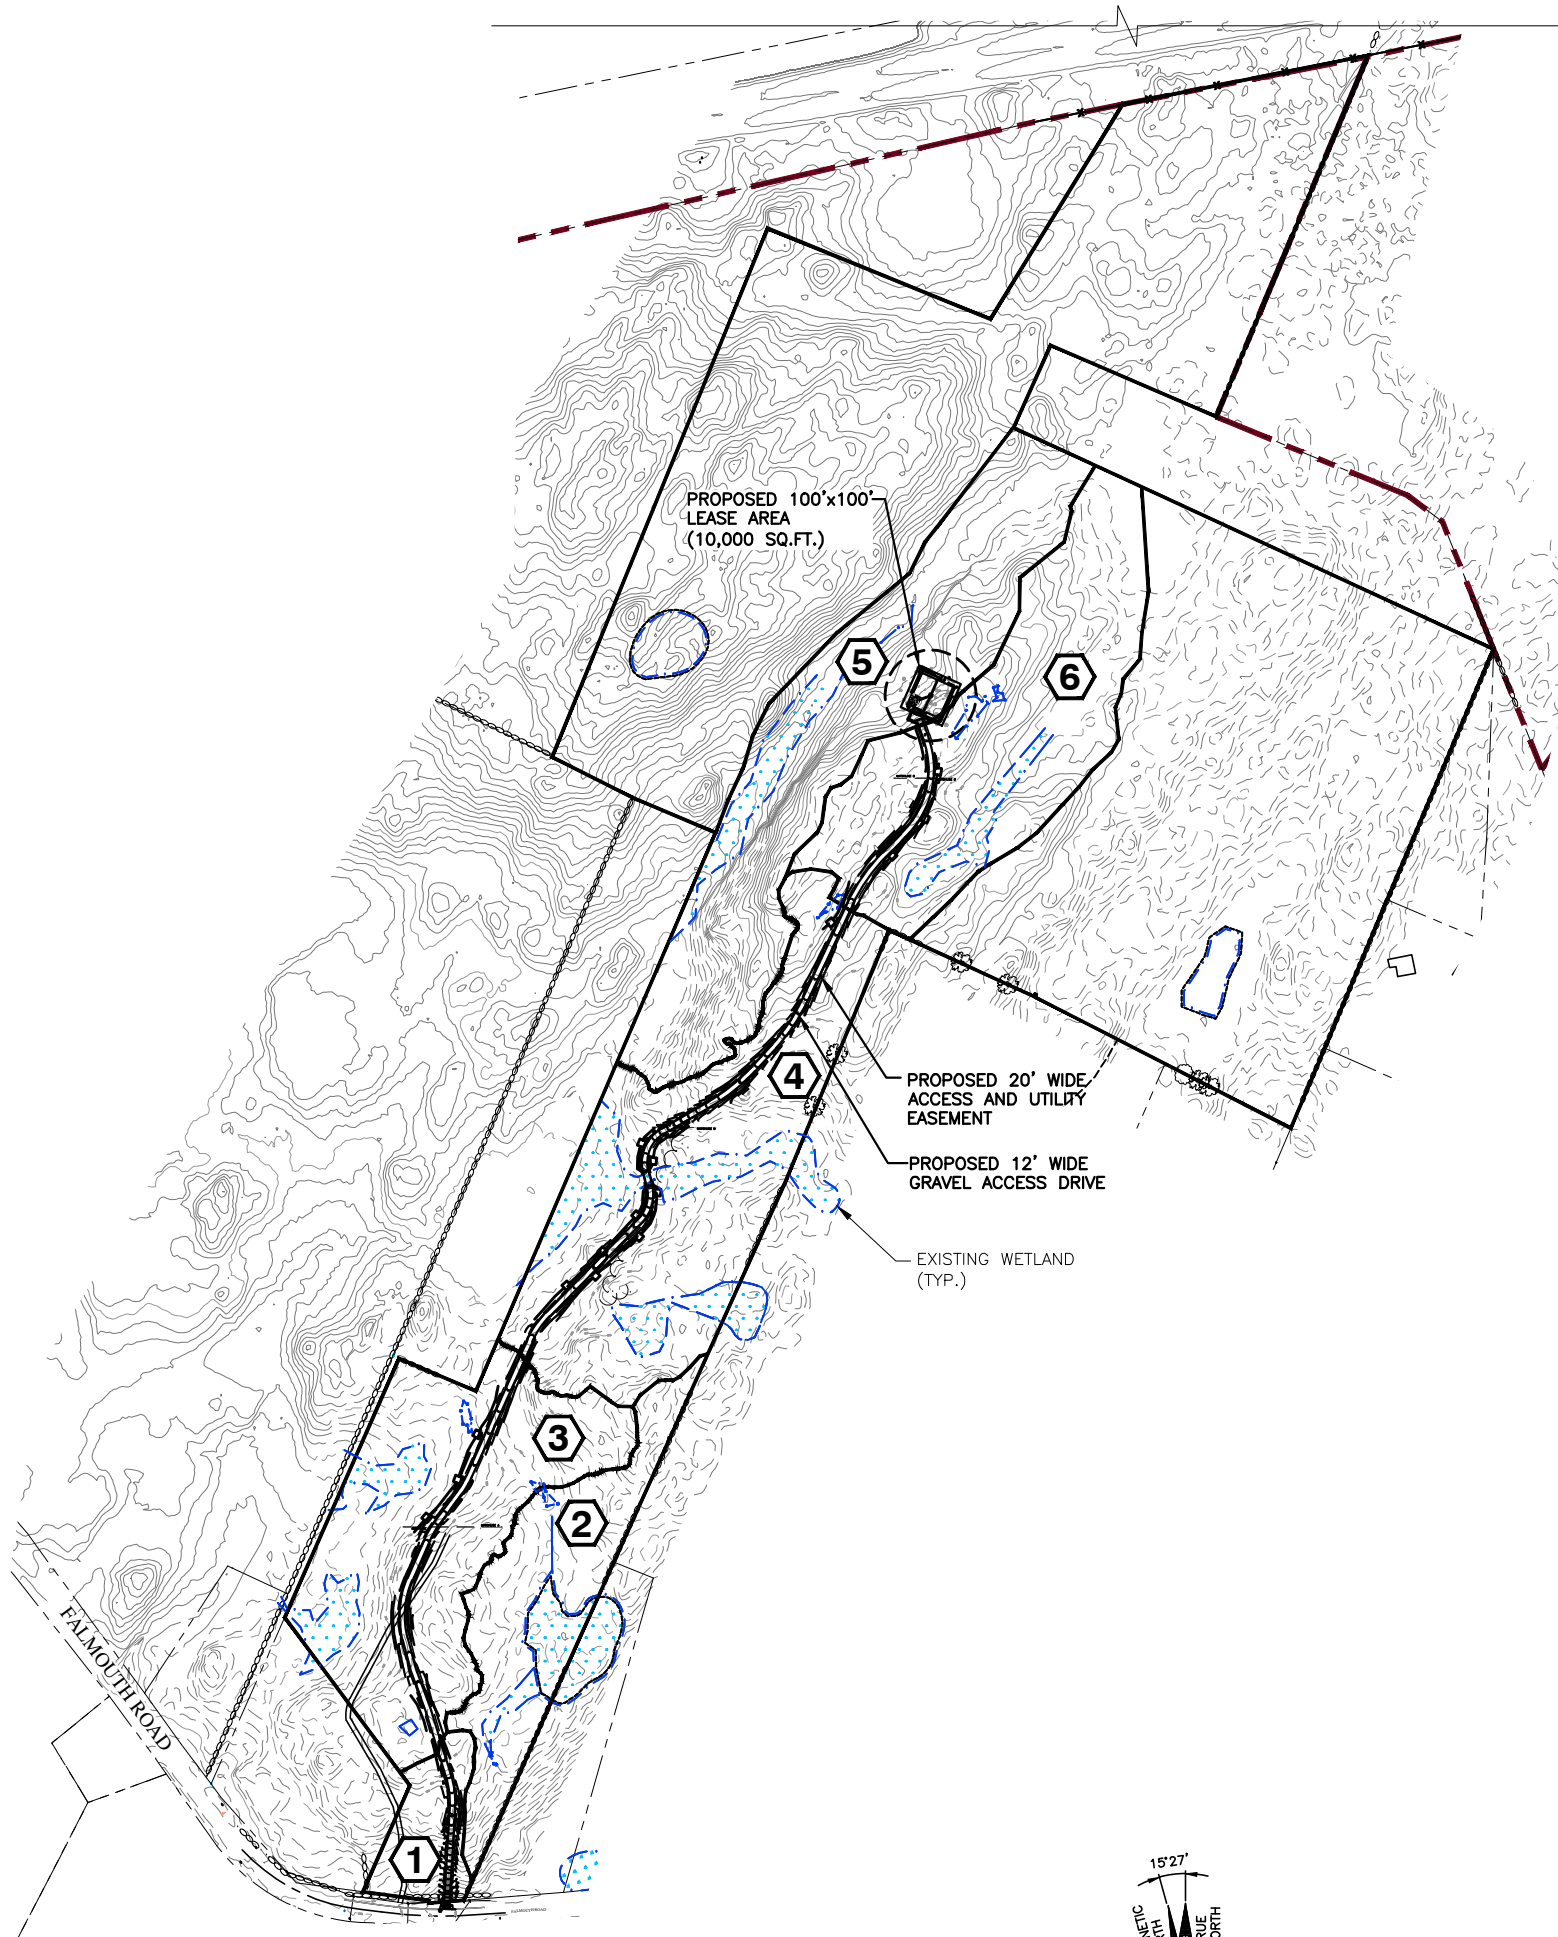 PROPOSED 100'x100'
LEASE AREA
(10,000 SQ.FT.)
5
6
4
PROPOSED 20' WIDE
ACCESS AND UTILITY
EASEMENT
PROPOSED 12' WIDE
GRAVEL ACCESS DRIVE
EXISTING WETLAND
(TYP.)
3
2
FALMOUTH ROAD
1
15°27'